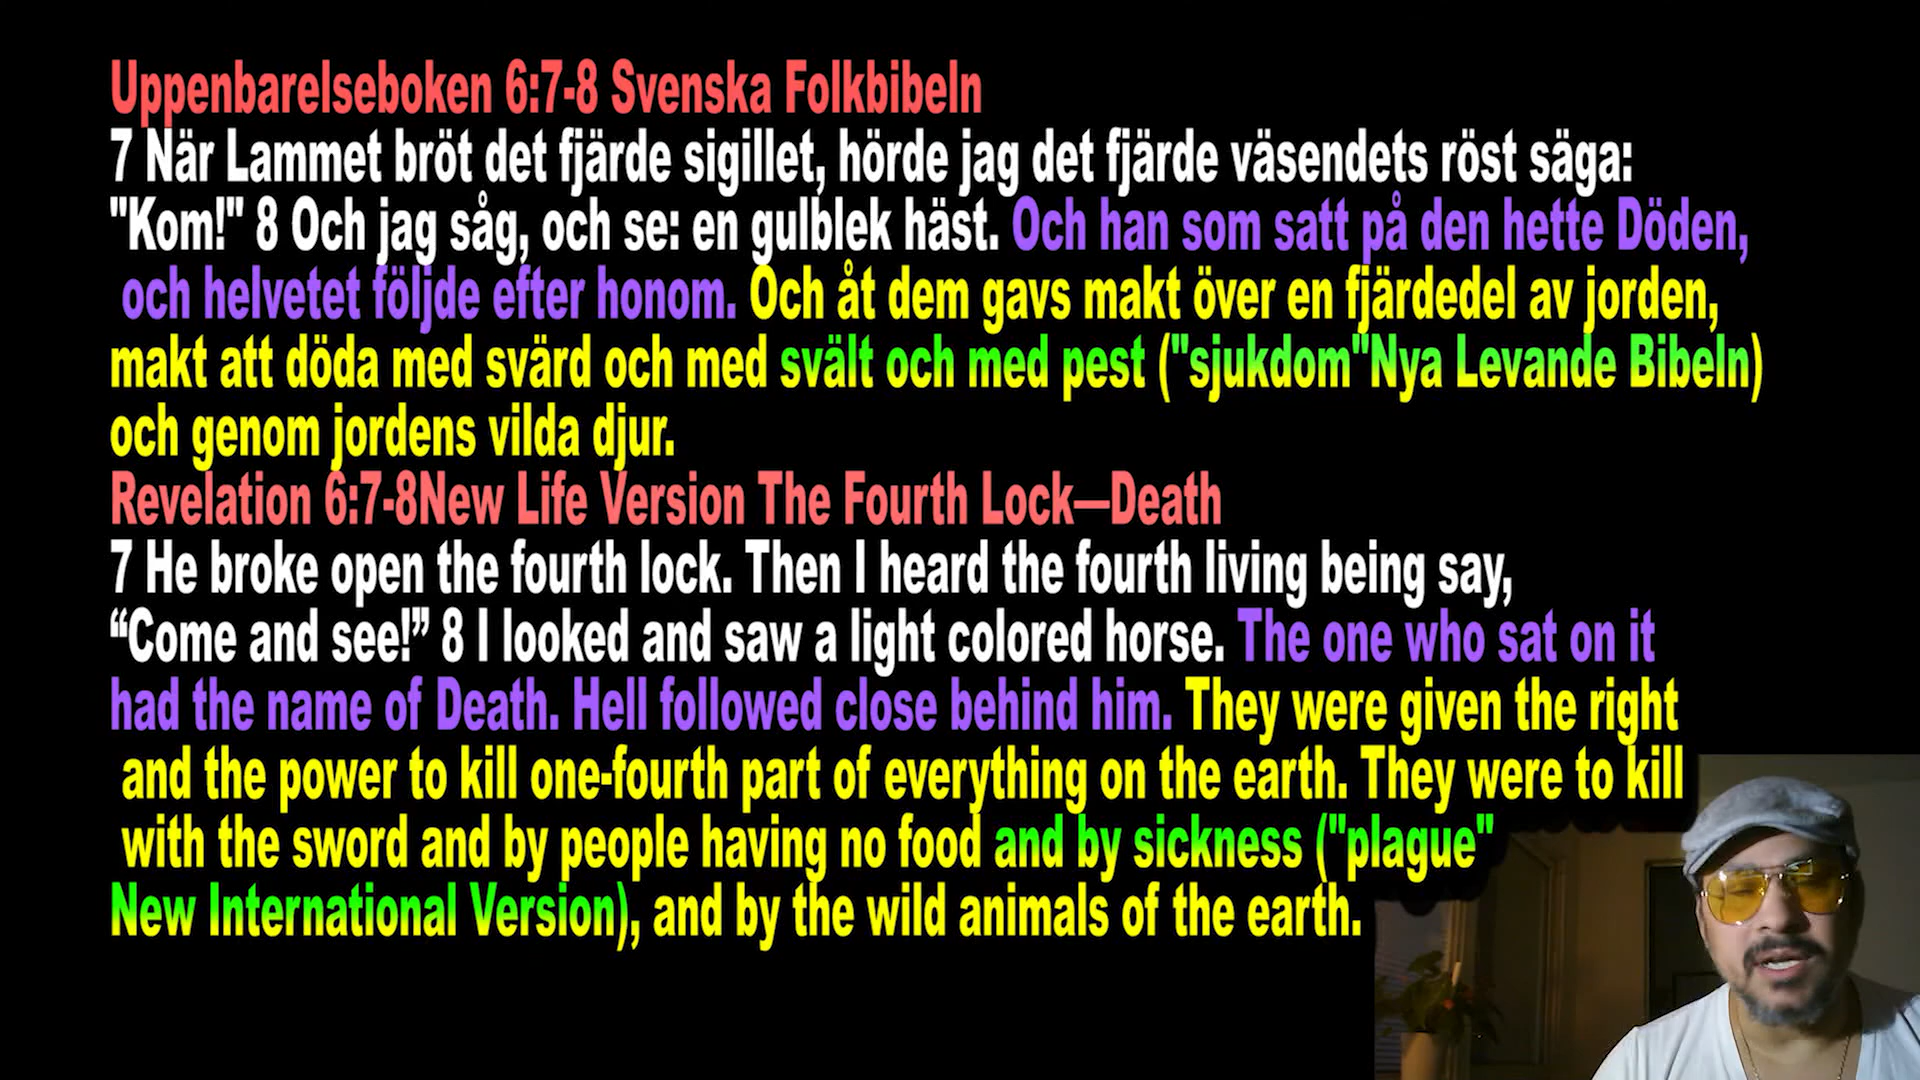 Uppenbarelseboken 6:7-8 Svenska Folkbibeln
7 När Lammet bröt det fjärde sigillet, hörde jag det fjärde väsendets röst säga:
"Kom!" 8 Och jag såg, och se: en gulblek häst. Och han som satt på den hette Döden,
och helvetet följde efter honom. Och åt dem gavs makt över en fjärdedel av jorden,
makt att döda med svärd och med svält och med pest ("sjukdom"Nya Levande Bibeln)
och genom jordens vilda djur.
Revelation 6:7-8New Life Version The Fourth Lock—Death
7 He broke open the fourth lock. Then I heard the fourth living being say,
“Come and see!” 8 I looked and saw a light colored horse. The one who sat on it
had the name of Death. Hell followed close behind him. They were given the right
and the power to kill one-fourth part of everything on the earth. They were to kill
with the sword and by people having no food and by sickness ("plague"
New International Version), and by the wild animals of the earth.